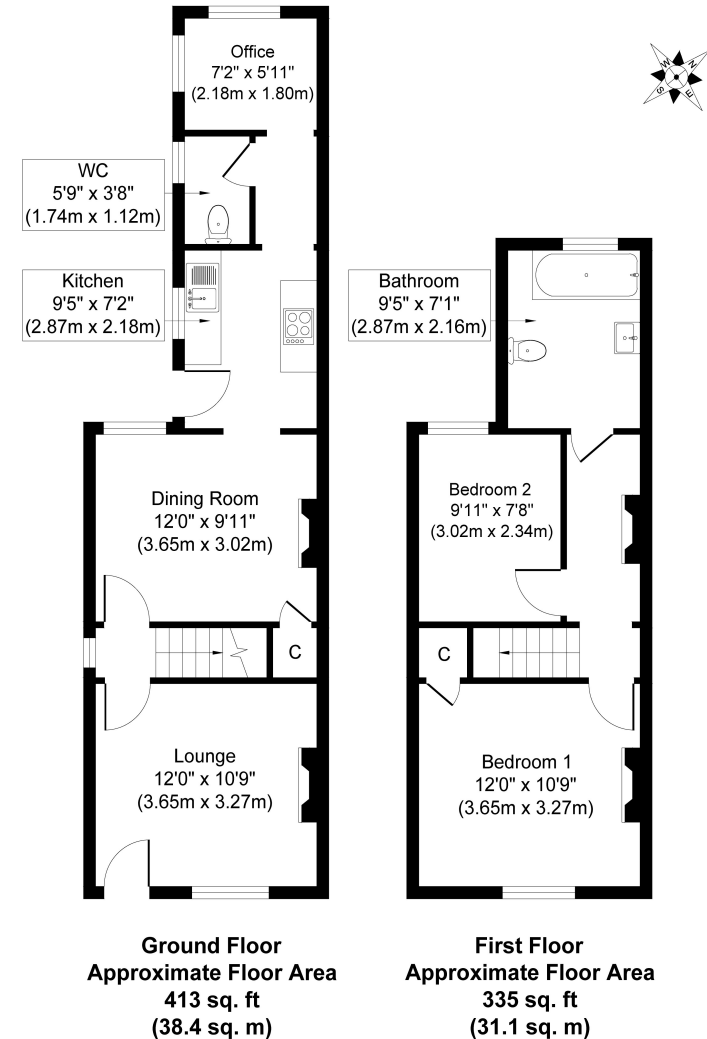 Office
7'2" x 5'11"
(2.18m x 1.80m)
W
N
S
E
WC
5'9" x 3'8"
(1.74m x 1.12m)
Kitchen
9'5" x 7'2"
(2.87m x 2.18m)
Bathroom
9'5" x 7'1"
(2.87m x 2.16m)
Dining Room
12'0" x 9'11"
(3.65m x 3.02m)
Bedroom 2
9'11" x 7'8"
(3.02m x 2.34m)
C
C
Lounge
12'0" x 10'9"
(3.65m x 3.27m)
Bedroom 1
12'0" x 10'9"
(3.65m x 3.27m)
Ground Floor
Approximate Floor Area
413 sq. ft
(38.4 sq. m)
First Floor
Approximate Floor Area
335 sq. ft
(31.1 sq. m)